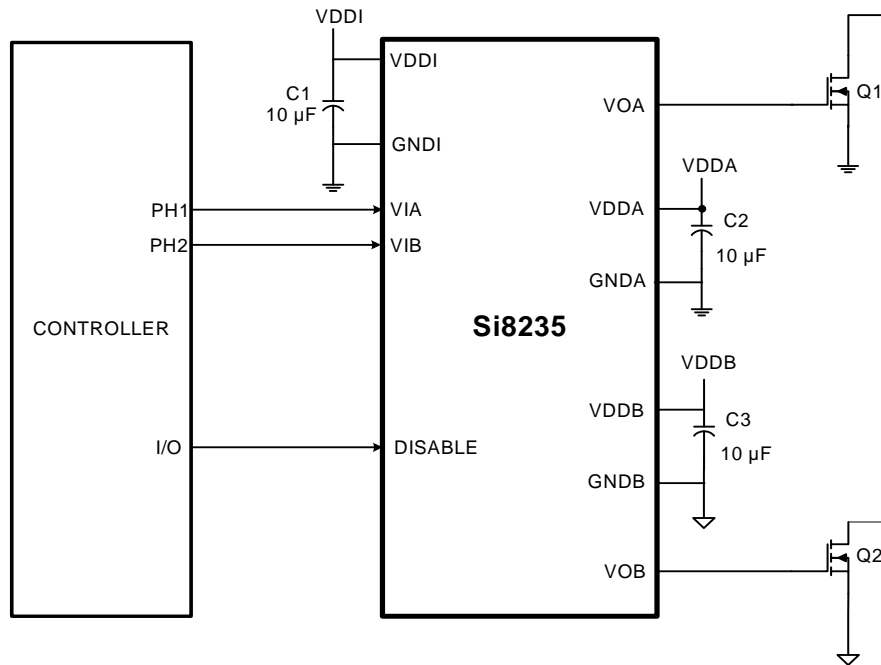 VDDI
VDDI
C1
10 µF
GNDI
VOA
Q1
VDDA
VDDA
C2
10 µF
GNDA
PH1
VIA
PH2
VIB
CONTROLLER
Si8235
VDDB
VDDB
C3
10 µF
GNDB
I/O
DISABLE
VOB
Q2